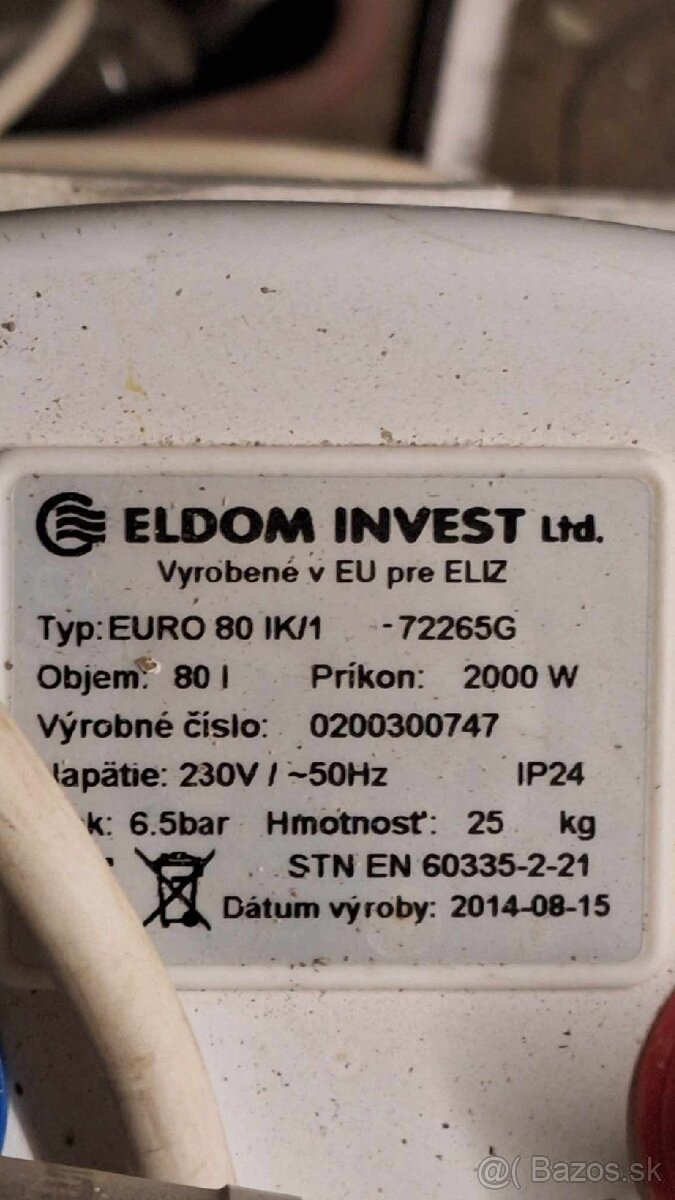 ELDOM INVEST Ltd.
Vyrobené v EU pre ELIZ
Typ: EURO 80 IK/1 -72265G
Objem: 80 l Príkon: 2000 W
Výrobné číslo: 0200300747
lapätie: 230V / ~50Hz IP24
k: 6.5bar Hmotnosť: 25 kg
STN EN 60335-2-21
Dátum výroby: 2014-08-15
@( Bazos.sk